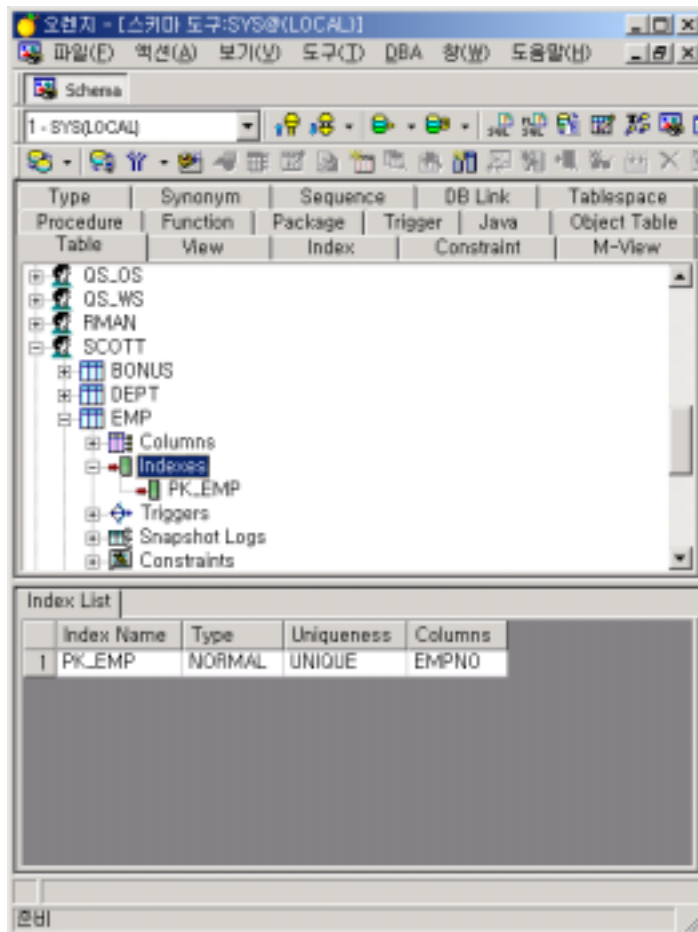 오렌지 - [스키마 도구:SYS@(LOCAL)]
파일(F) 액션(A) 보기(V) 도구(T) DBA 창(W) 도움말(H)
Schema
1 - SYS(LOCAL)
Type Synonym Sequence DB Link Tablespace
Procedure Function Package Trigger Java Object Table
Table View Index Constraint M-View
QS_OS
QS_WS
RMAN
SCOTT
BONUS
DEPT
EMP
Columns
Indexes
PK_EMP
Triggers
Snapshot Logs
Constraints
Index List
Index Name Type Uniqueness Columns
1 PK_EMP NORMAL UNIQUE EMPNO
준비